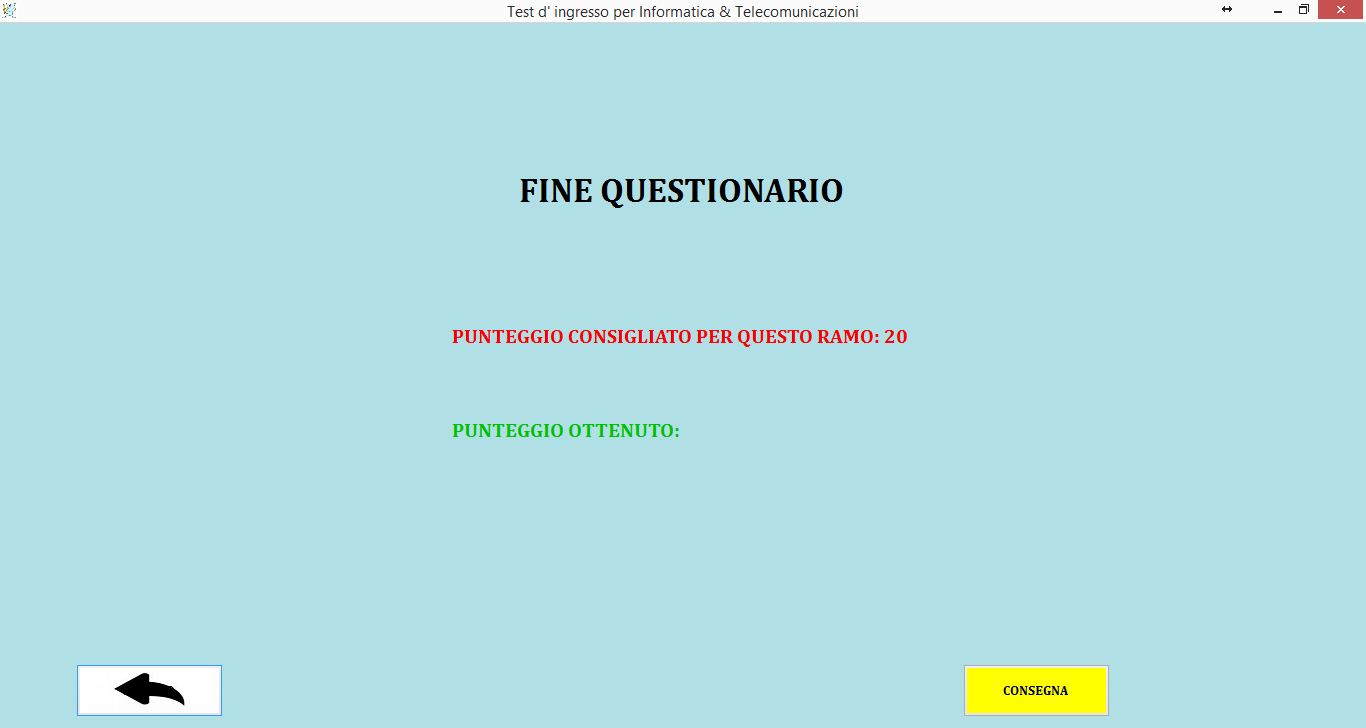 Test d' ingresso per Informatica & Telecomunicazioni
FINE QUESTIONARIO
PUNTEGGIO CONSIGLIATO PER QUESTO RAMO: 20
PUNTEGGIO OTTENUTO:
CONSEGNA